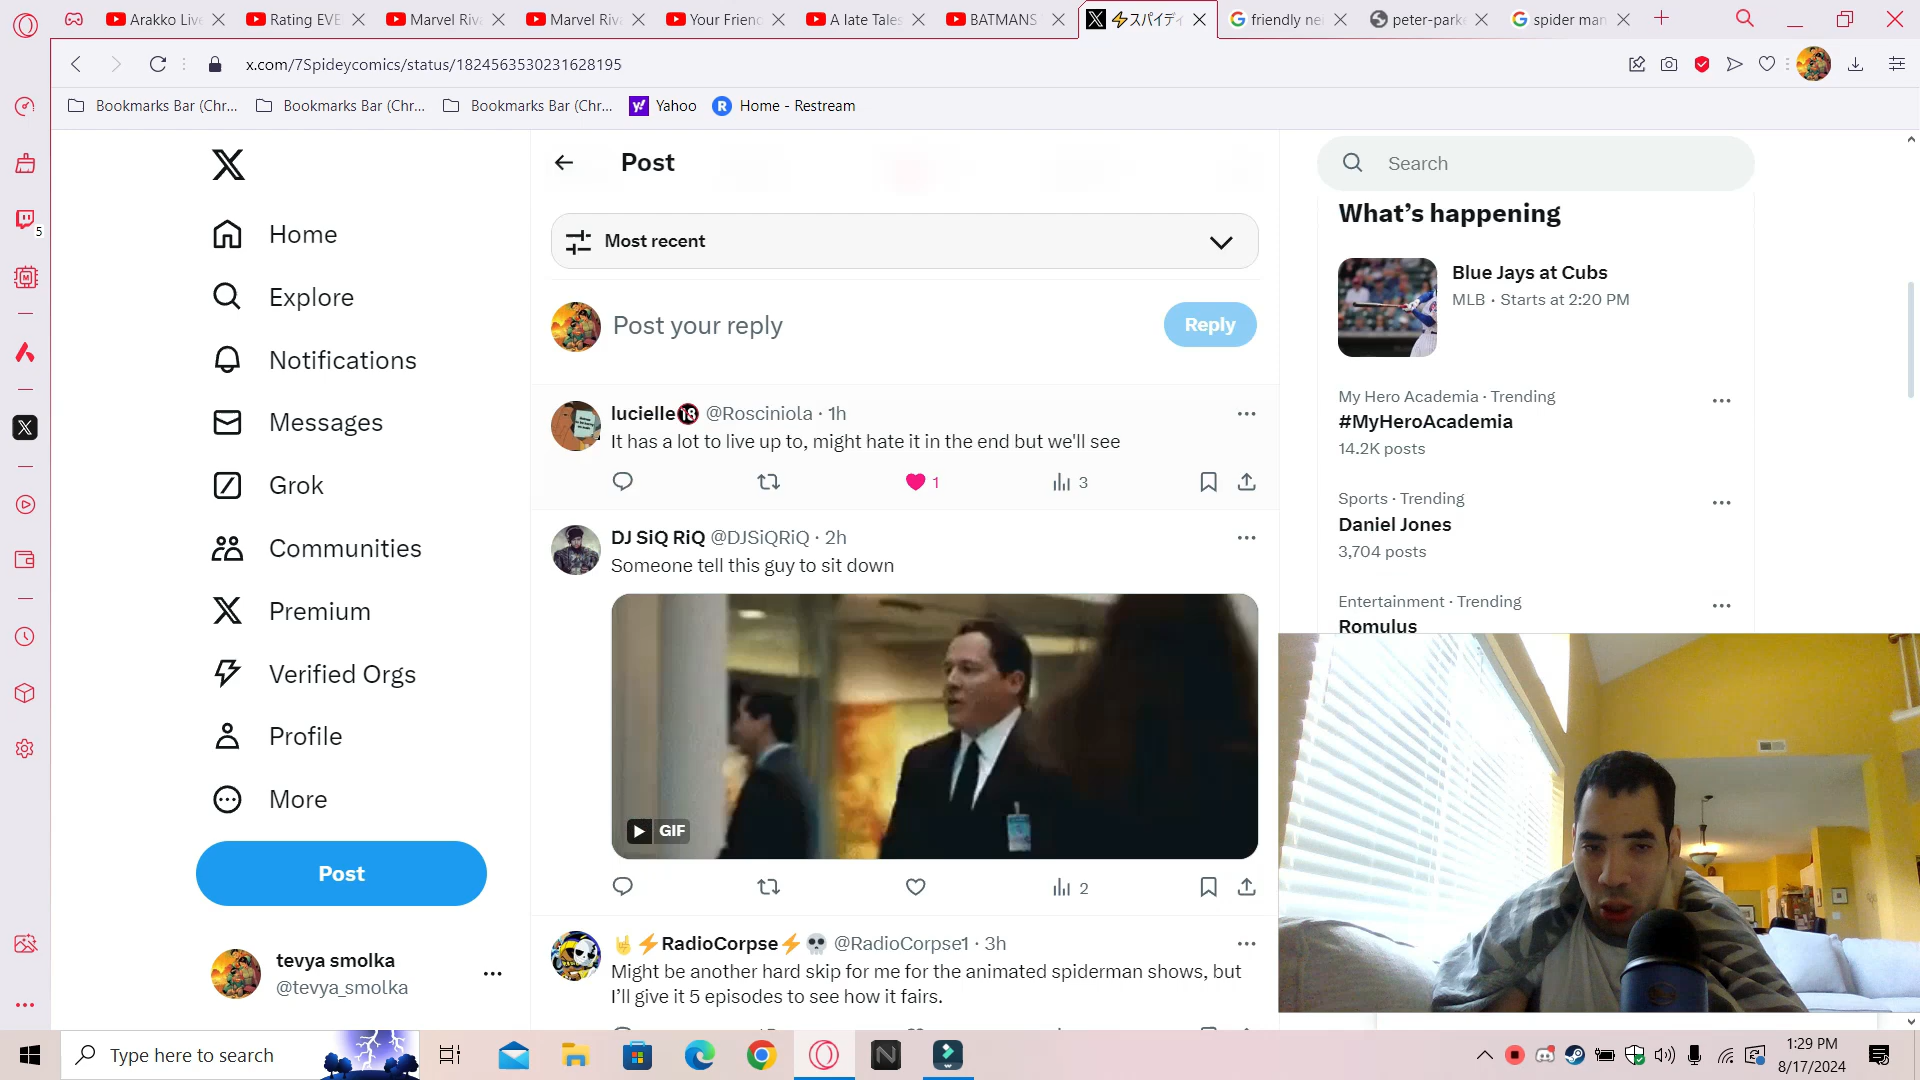 Arakko Live
Rating EVE
Marvel Riva
Marvel Riva
Your Frienc
A late Tales
BATMANS
スパイディ
friendly nei
peter-parke
spider man
x.com/7Spideycomics/status/1824563530231628195
Bookmarks Bar (Chr...
Bookmarks Bar (Chr...
Bookmarks Bar (Chr...
Yahoo
Home - Restream
5
Home
Explore
Notifications
Messages
Grok
Communities
Premium
Verified Orgs
Profile
More
Post
tevya smolka
@tevya_smolka
Post
Most recent
Post your reply
Reply
lucielle🔞 @Rosciniola · 1h
It has a lot to live up to, might hate it in the end but we'll see
1
3
DJ SiQ RiQ @DJSiQRiQ · 2h
Someone tell this guy to sit down
GIF
2
🤘⚡RadioCorpse⚡💀 @RadioCorpse1 · 3h
Might be another hard skip for me for the animated spiderman shows, but
I'll give it 5 episodes to see how it fairs.
Search
What's happening
Blue Jays at Cubs
MLB · Starts at 2:20 PM
My Hero Academia · Trending
#MyHeroAcademia
14.2K posts
Sports · Trending
Daniel Jones
3,704 posts
Entertainment · Trending
Romulus
Type here to search
1:29 PM
8/17/2024